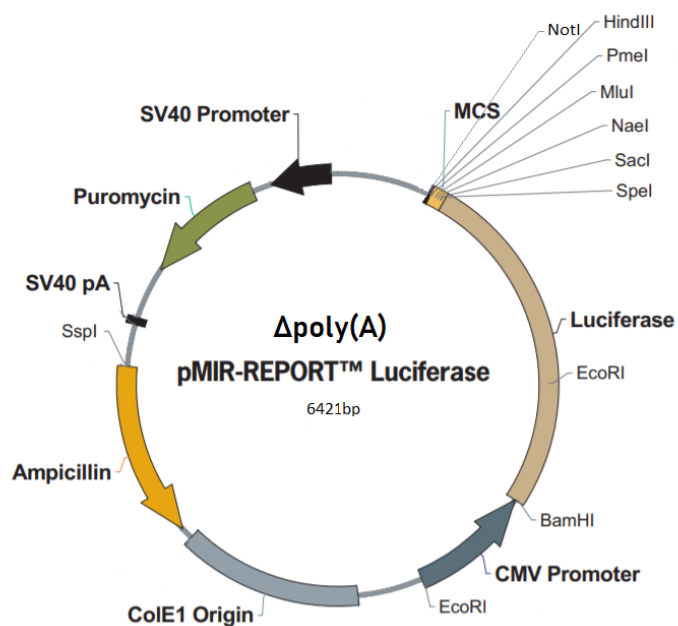 NotI
HindIII
PmeI
MluI
NaeI
SacI
SpeI
MCS
SV40 Promoter
Puromycin
SV40 pA
SspI
Δpoly(A)
pMIR-REPORT™ Luciferase
6421bp
Luciferase
EcoRI
Ampicillin
BamHI
CMV Promoter
EcoRI
ColE1 Origin